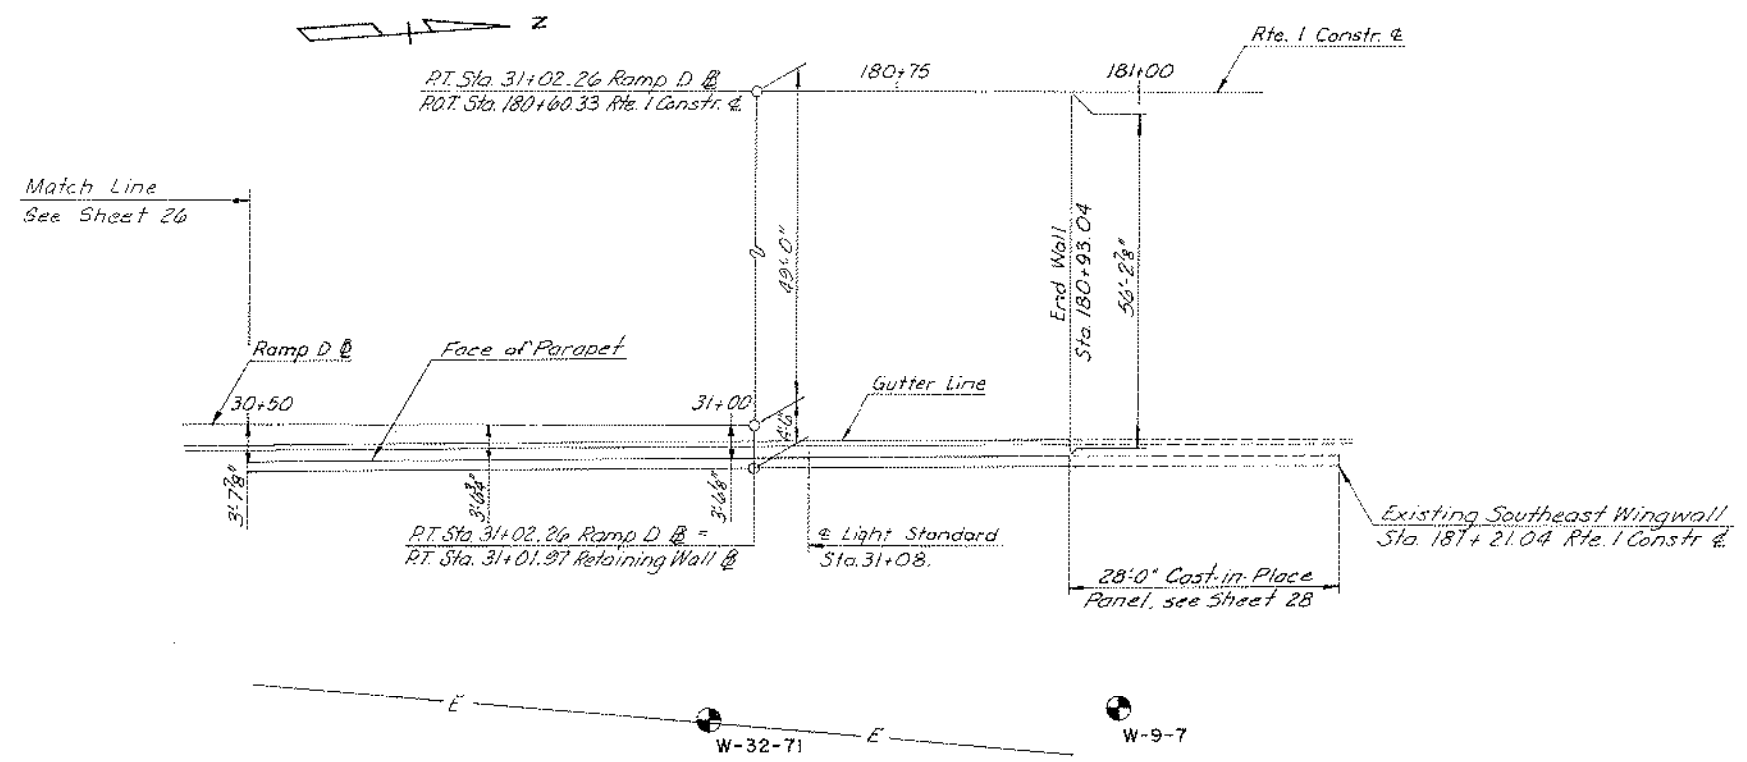 N
Rte. 1 Constr. ℄
P.T. Sta. 31+02.26 Ramp D ⅊
P.O.T. Sta. 180+60.33 Rte. 1 Constr. ℄
180+75
181+00
Match Line
See Sheet 26
49'-0"
End Wall
Sta. 180+93.04
56'-2⅞"
Ramp D ⅊
Face of Parapet
Gutter Line
30+50
31+00
3'-7⅞"
3'-6¾"
3'-6⅛"
P.T. Sta. 31+02.26 Ramp D ⅊ =
P.T. Sta. 31+01.97 Retaining Wall ⅊
℄ Light Standard
Sta. 31+08.
Existing Southeast Wingwall
Sta. 181+21.04 Rte. 1 Constr ℄
28'-0" Cast-in-Place
Panel, see Sheet 28
E
E
W-32-71
W-9-7